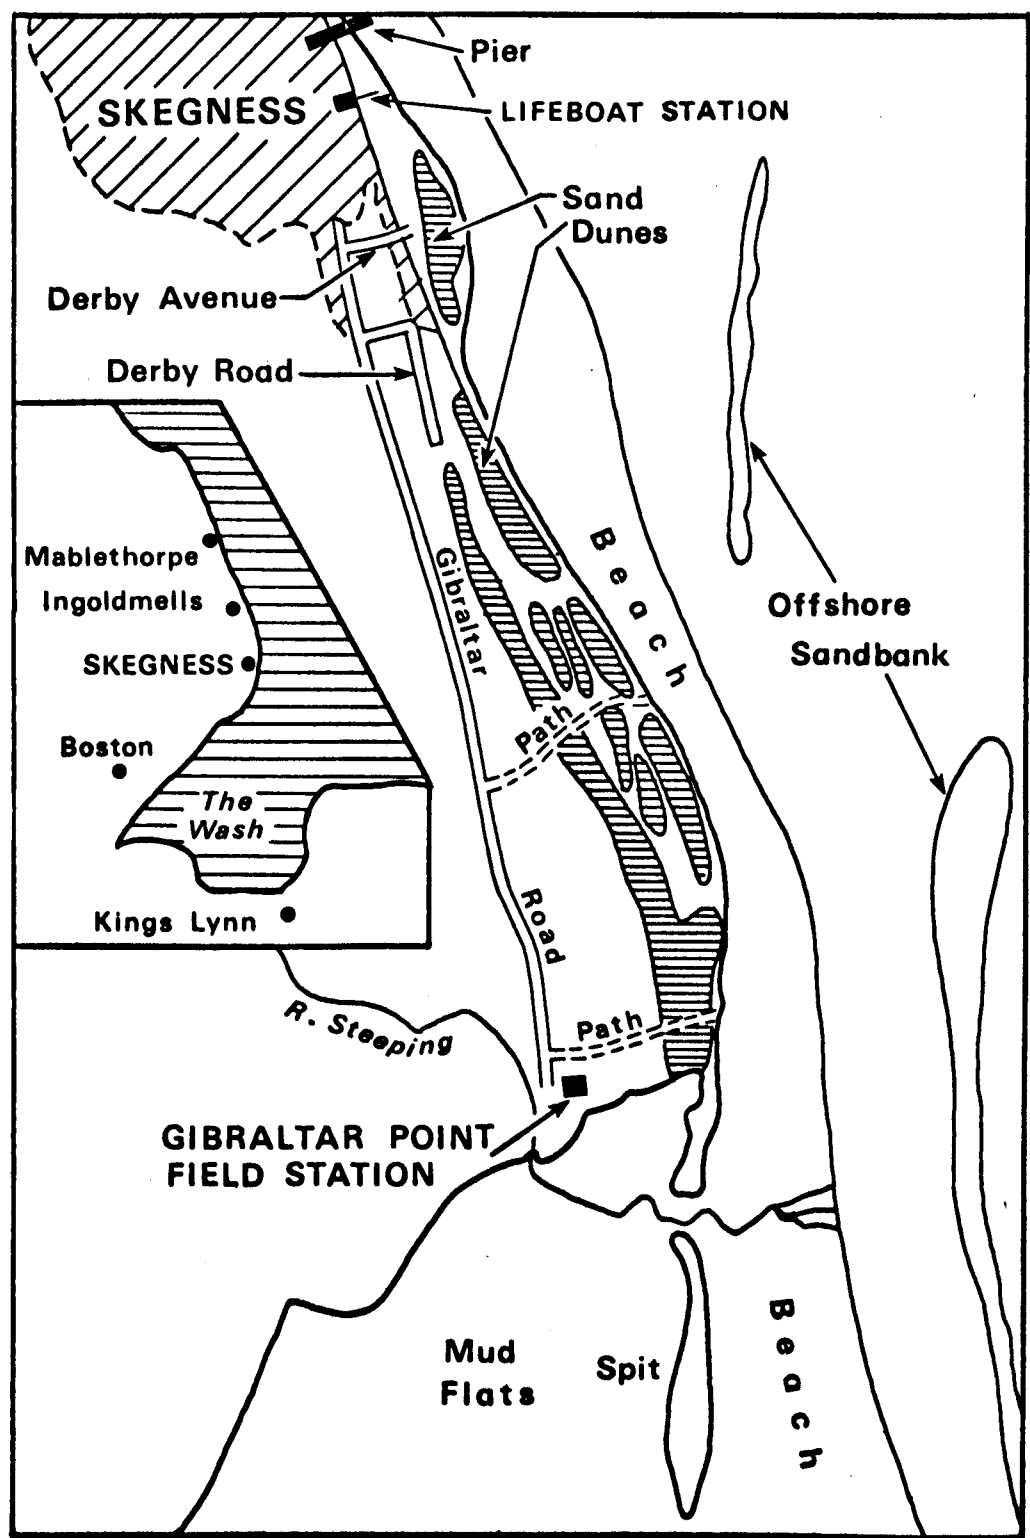 Pier
SKEGNESS
LIFEBOAT STATION
Sand
Dunes
Derby Avenue
Derby Road
Mablethorpe
Ingoldmells
SKEGNESS
Boston
The
Wash
Kings Lynn
Gibraltar
Beach
Offshore
Sandbank
Path
Road
R. Steeping
Path
GIBRALTAR POINT
FIELD STATION
Mud
Flats
Spit
Beach